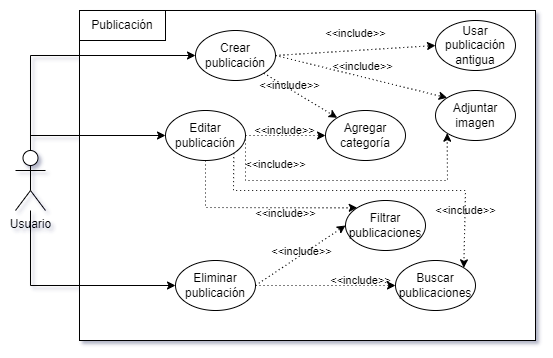 Publicación
Crear
publicación
<<include>>
Usar
publicación
antigua
<<include>>
<<include>>
Adjuntar
imagen
Editar
publicación
<<include>>
Agregar
categoría
<<include>>
Usuario
<<include>>
Filtrar
publicaciones
<<include>>
<<include>>
Eliminar
publicación
<<include>>
Buscar
publicaciones